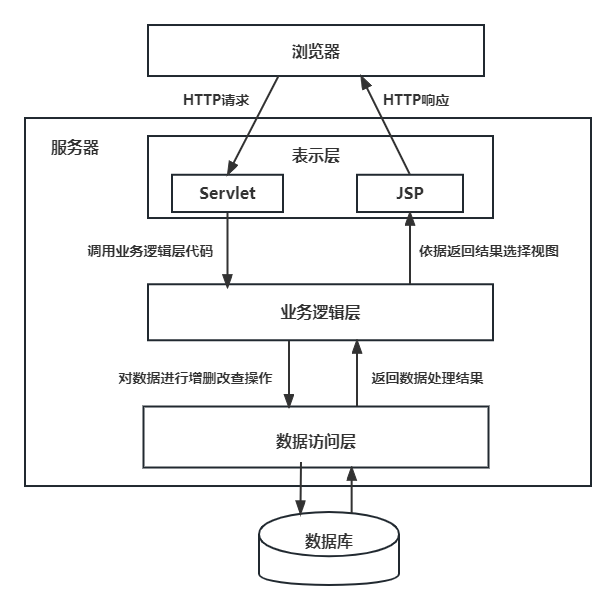 浏览器
HTTP请求
HTTP响应
服务器
表示层
Servlet
JSP
调用业务逻辑层代码
依据返回结果选择视图
业务逻辑层
对数据进行增删改查操作
返回数据处理结果
数据访问层
数据库